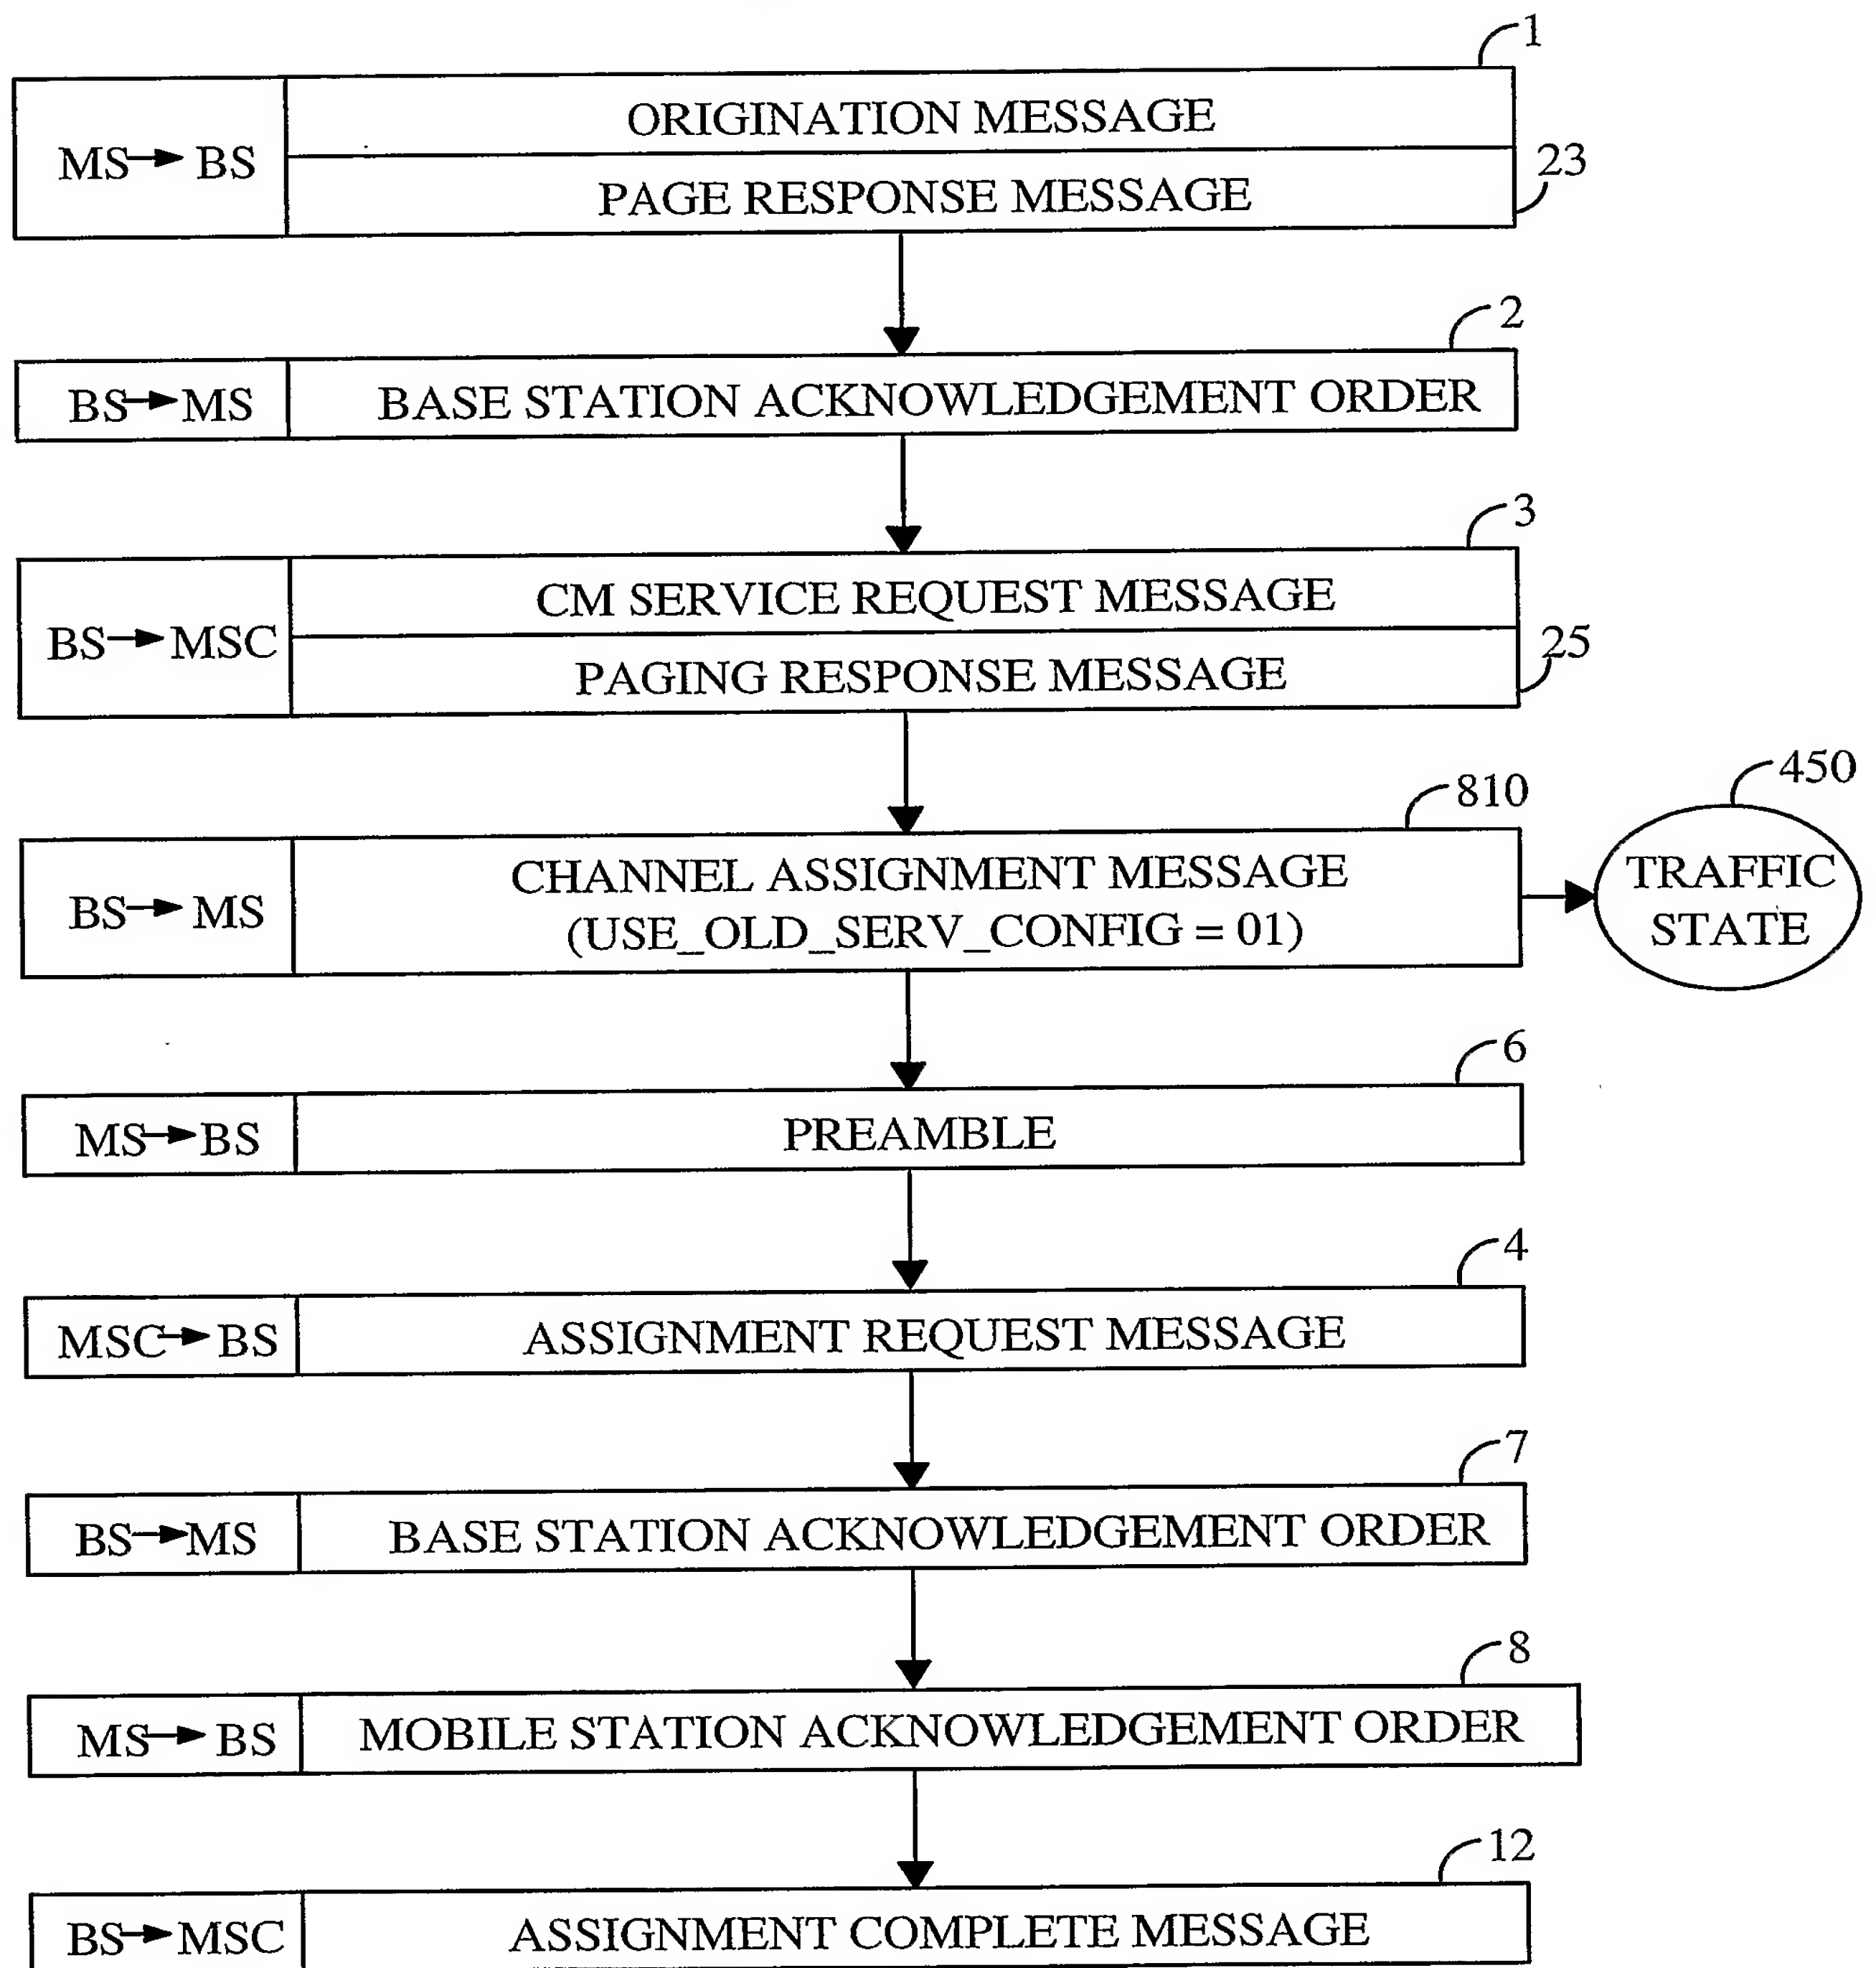 1
ORIGINATION MESSAGE
MS → BS
23
PAGE RESPONSE MESSAGE
2
BS → MS BASE STATION ACKNOWLEDGEMENT ORDER
3
CM SERVICE REQUEST MESSAGE
BS → MSC
25
PAGING RESPONSE MESSAGE
450
810
CHANNEL ASSIGNMENT MESSAGE
(USE_OLD_SERV_CONFIG = 01)
BS → MS
TRAFFIC
STATE
6
MS → BS PREAMBLE
4
MSC → BS ASSIGNMENT REQUEST MESSAGE
7
BS → MS BASE STATION ACKNOWLEDGEMENT ORDER
8
MS → BS MOBILE STATION ACKNOWLEDGEMENT ORDER
12
BS → MSC ASSIGNMENT COMPLETE MESSAGE